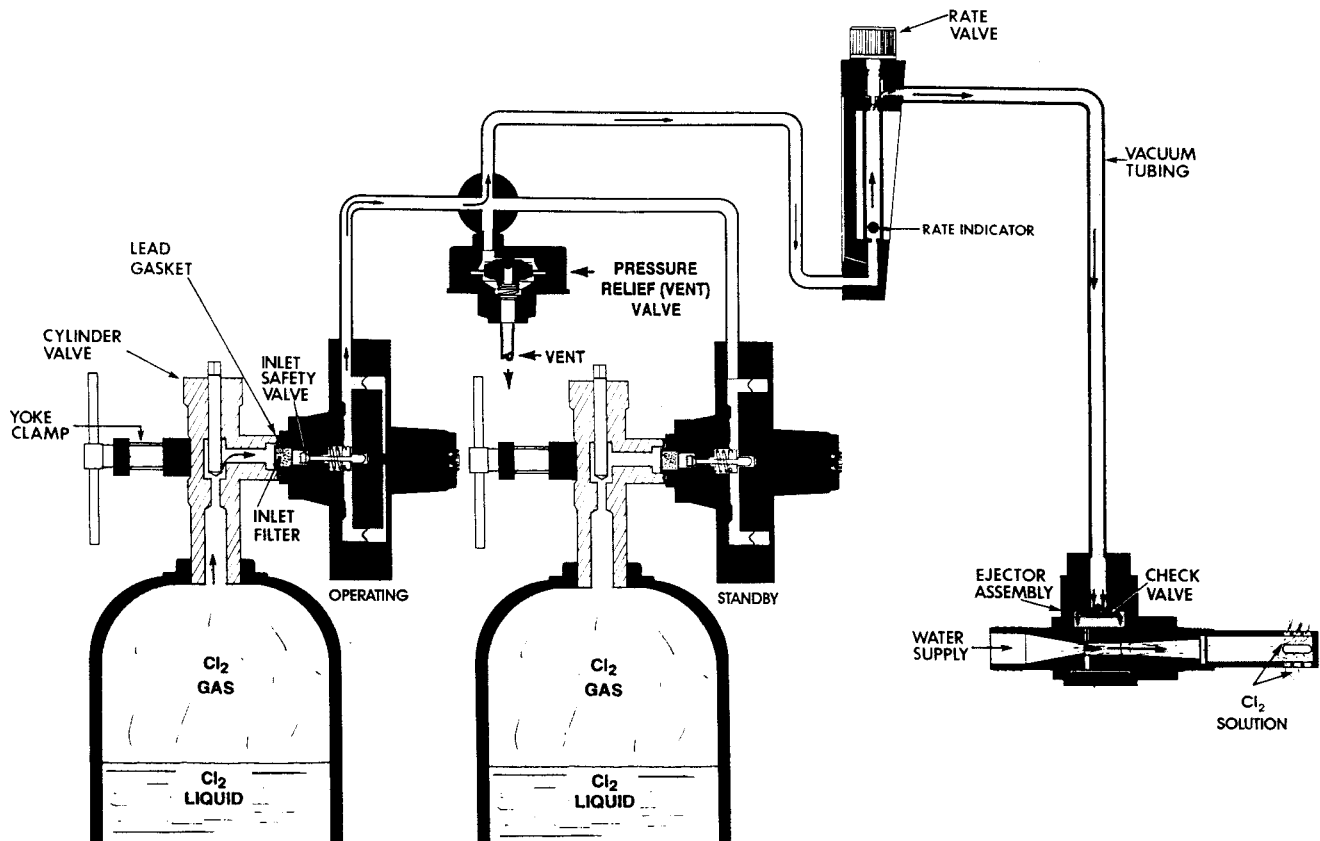 RATE
VALVE
VACUUM
TUBING
RATE INDICATOR
LEAD
GASKET
PRESSURE
RELIEF (VENT)
VALVE
CYLINDER
VALVE
INLET
SAFETY
VALVE
VENT
YOKE
CLAMP
INLET
FILTER
OPERATING
STANDBY
EJECTOR
ASSEMBLY
CHECK
VALVE
WATER
SUPPLY
Cl₂
SOLUTION
Cl₂
GAS
Cl₂
GAS
Cl₂
LIQUID
Cl₂
LIQUID